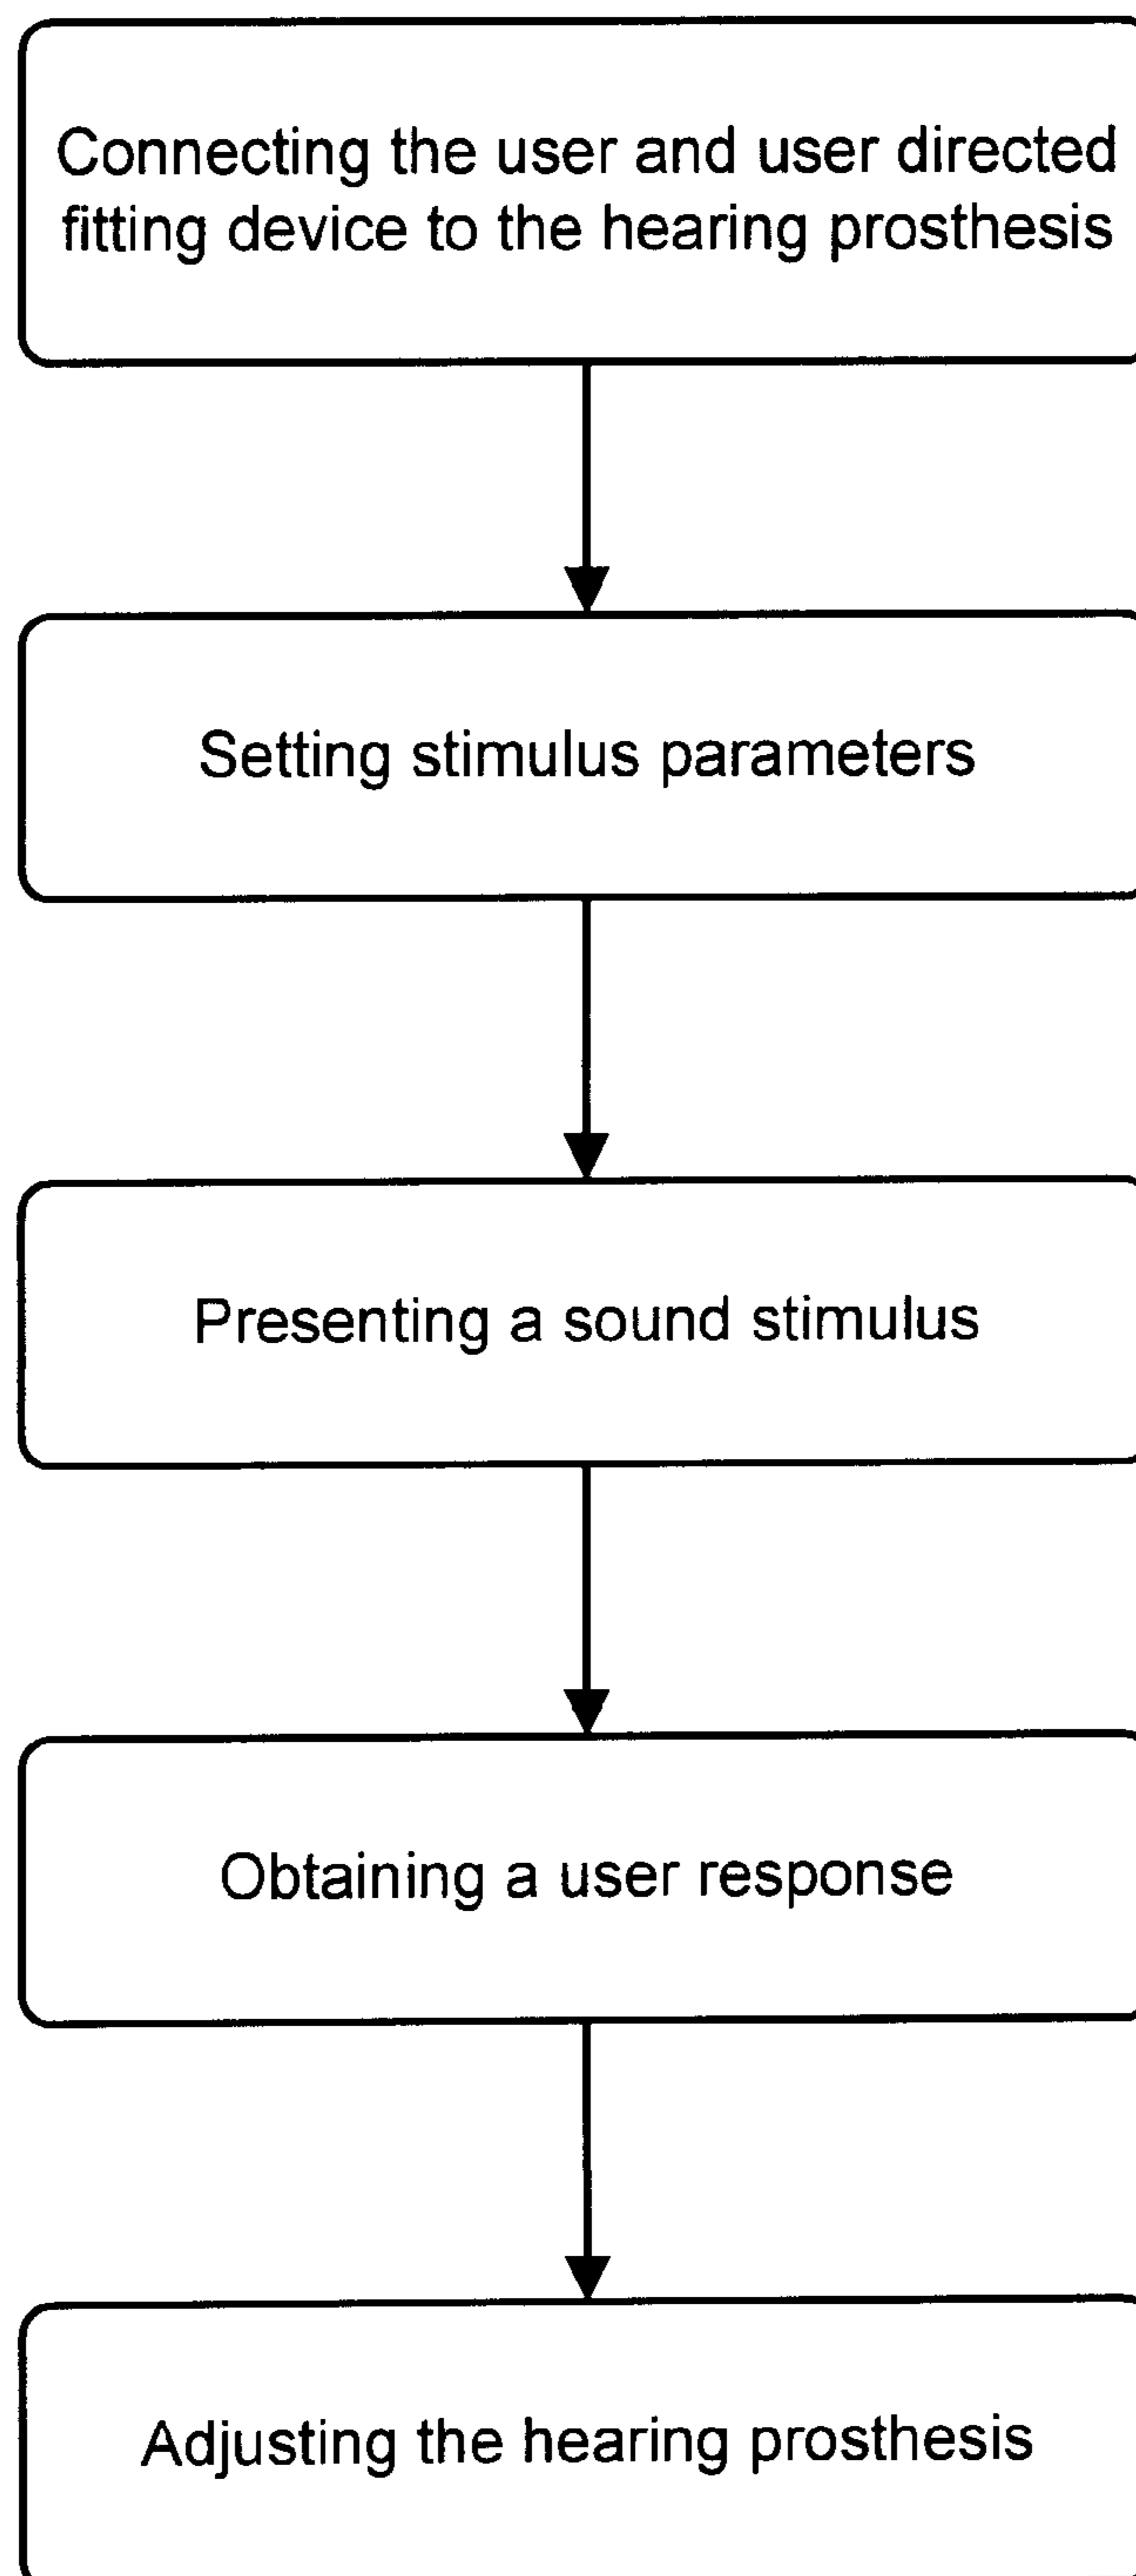 Connecting the user and user directed
fitting device to the hearing prosthesis
Setting stimulus parameters
Presenting a sound stimulus
Obtaining a user response
Adjusting the hearing prosthesis